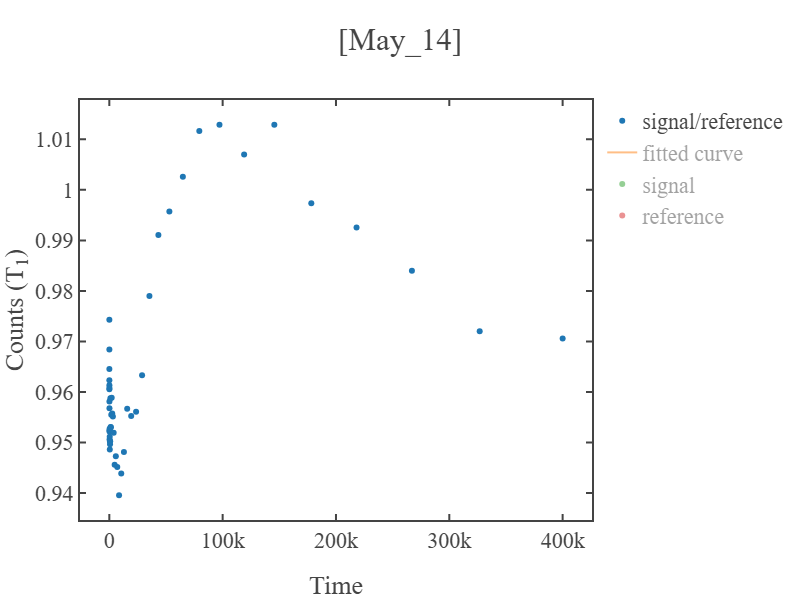 [May_14]
signal/reference
fitted curve
signal
reference
1.01
1
0.99
0.98
0.97
0.96
0.95
0.94
Counts (T1)
0
100k
200k
300k
400k
Time